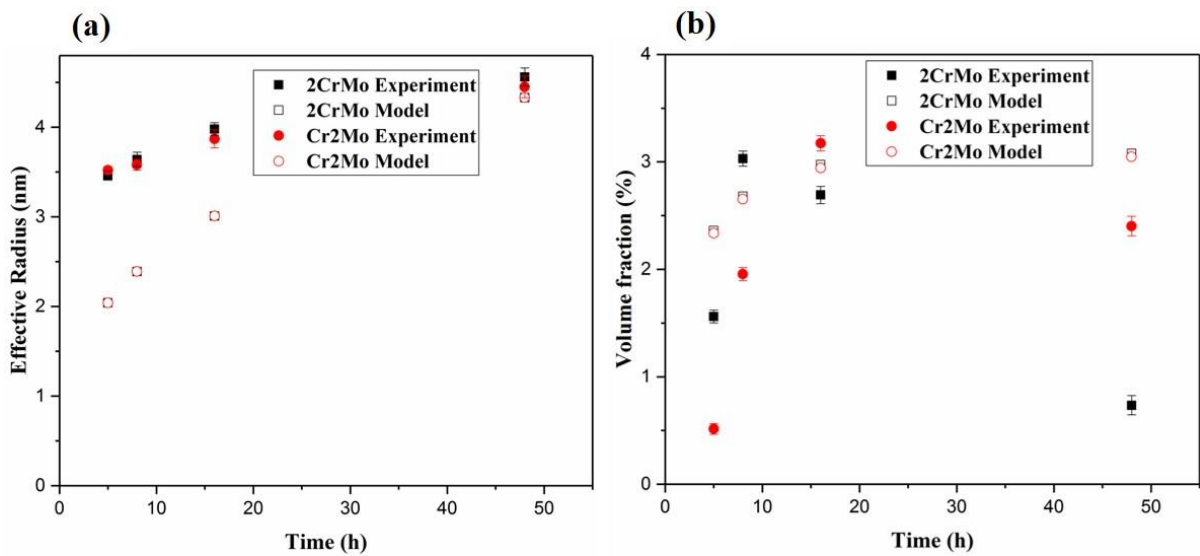 (a)
Effective Radius (nm)
4
3
2
1
0
0 10 20 30 40 50
Time (h)
2CrMo Experiment
2CrMo Model
Cr2Mo Experiment
Cr2Mo Model
(b)
Volume fraction (%)
4
3
2
1
0
0 10 20 30 40 50
Time (h)
2CrMo Experiment
2CrMo Model
Cr2Mo Experiment
Cr2Mo Model